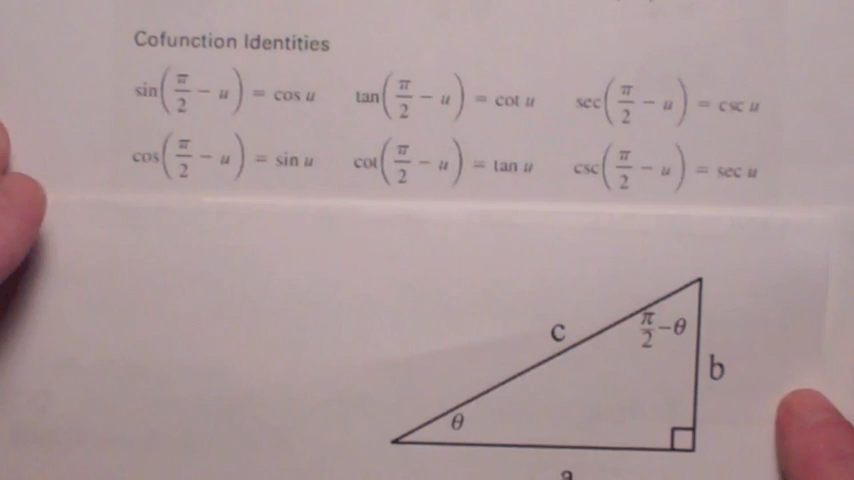 Cofunction Identities
sin(π/2 − u) = cos u tan(π/2 − u) = cot u sec(π/2 − u) = csc u
cos(π/2 − u) = sin u cot(π/2 − u) = tan u csc(π/2 − u) = sec u
c
π/2 −θ
b
θ
a